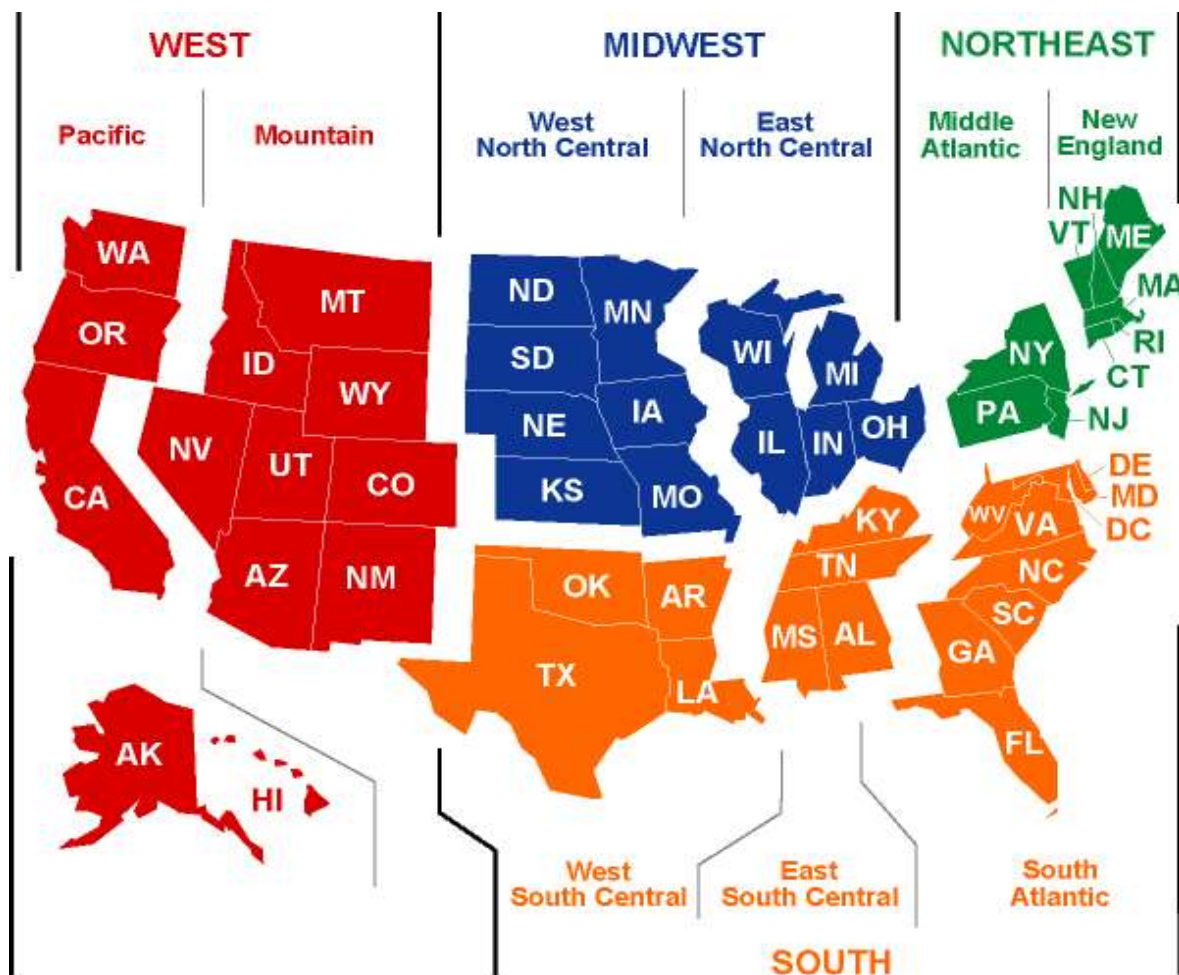 WEST
MIDWEST
NORTHEAST
Pacific
Mountain
West
North Central
East
North Central
Middle
Atlantic
New
England
WA
OR
CA
MT
ID
WY
NV
UT
CO
AZ
NM
AK
HI
ND
SD
NE
KS
MN
IA
MO
WI
MI
IL
IN
OH
NH
VT
ME
MA
RI
CT
NY
PA
NJ
DE
MD
DC
WV
VA
NC
SC
GA
FL
KY
TN
MS
AL
OK
AR
TX
LA
West
South Central
East
South Central
South
Atlantic
SOUTH